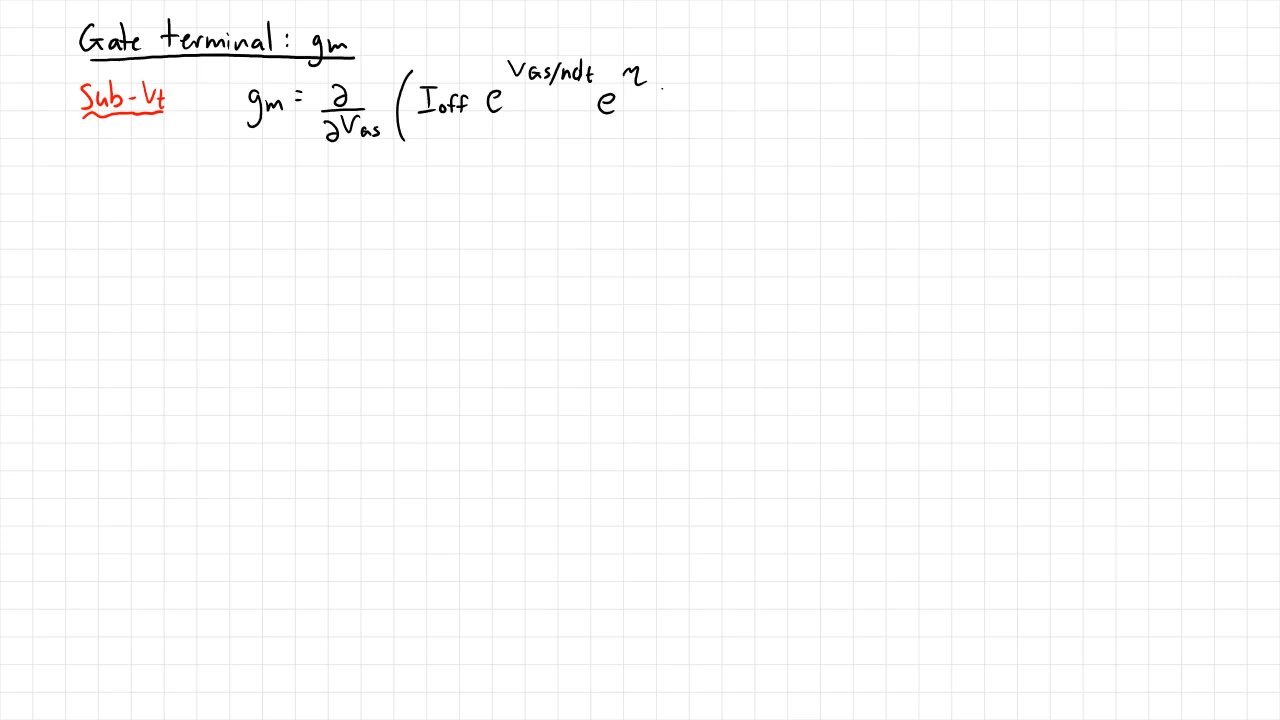 Gate terminal: gm
Sub-Vt gm = ∂/∂VGS ( Ioff e^VGS/nϕt e^η